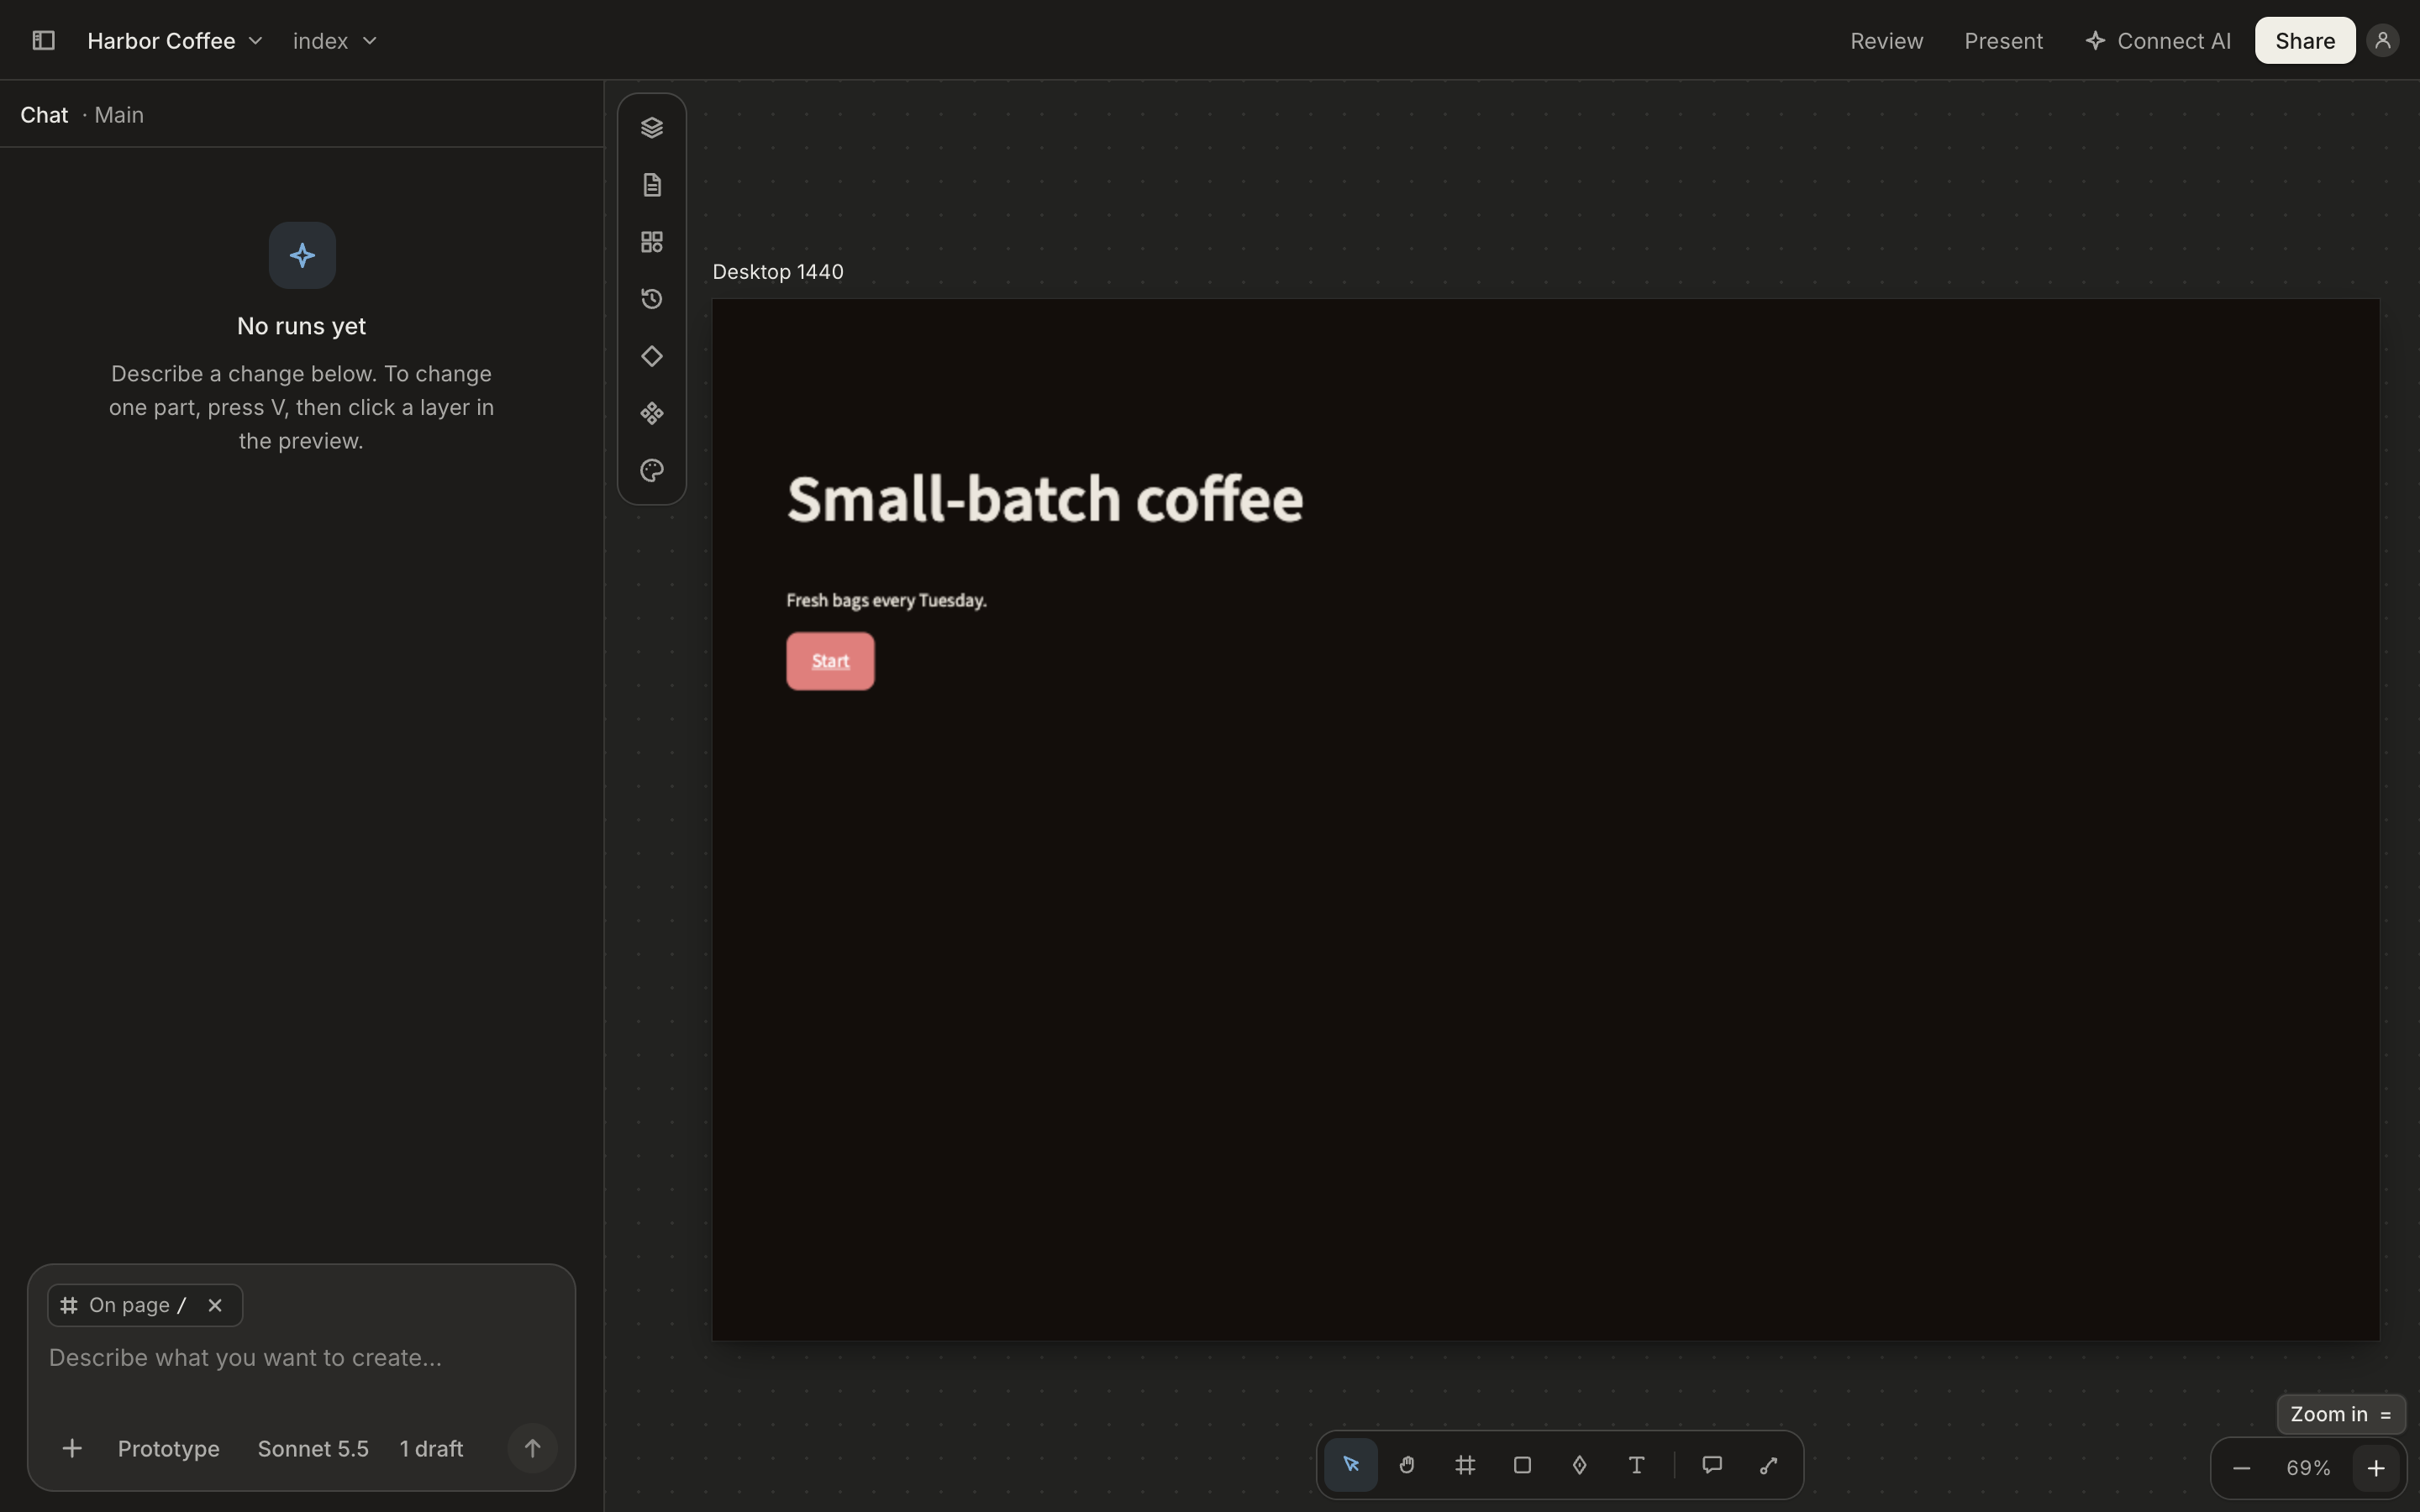 Harbor Coffee
index
Review
Present
Connect AI
Share
Chat · Main
No runs yet
Describe a change below. To change
one part, press V, then click a layer in
the preview.
Desktop 1440
Small-batch coffee
Fresh bags every Tuesday.
Start
On page /
Describe what you want to create...
Prototype
Sonnet 5.5
1 draft
Zoom in =
69%